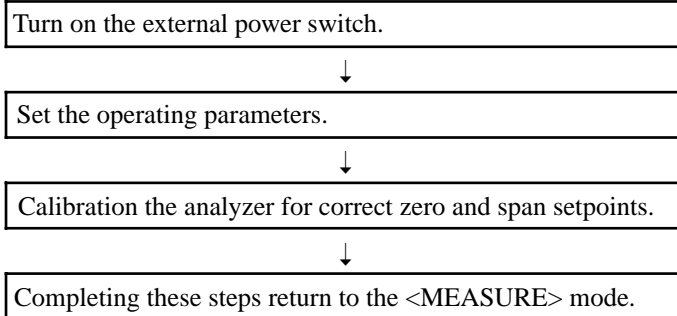 Turn on the external power switch.
↓
Set the operating parameters.
↓
Calibration the analyzer for correct zero and span setpoints.
↓
Completing these steps return to the <MEASURE> mode.